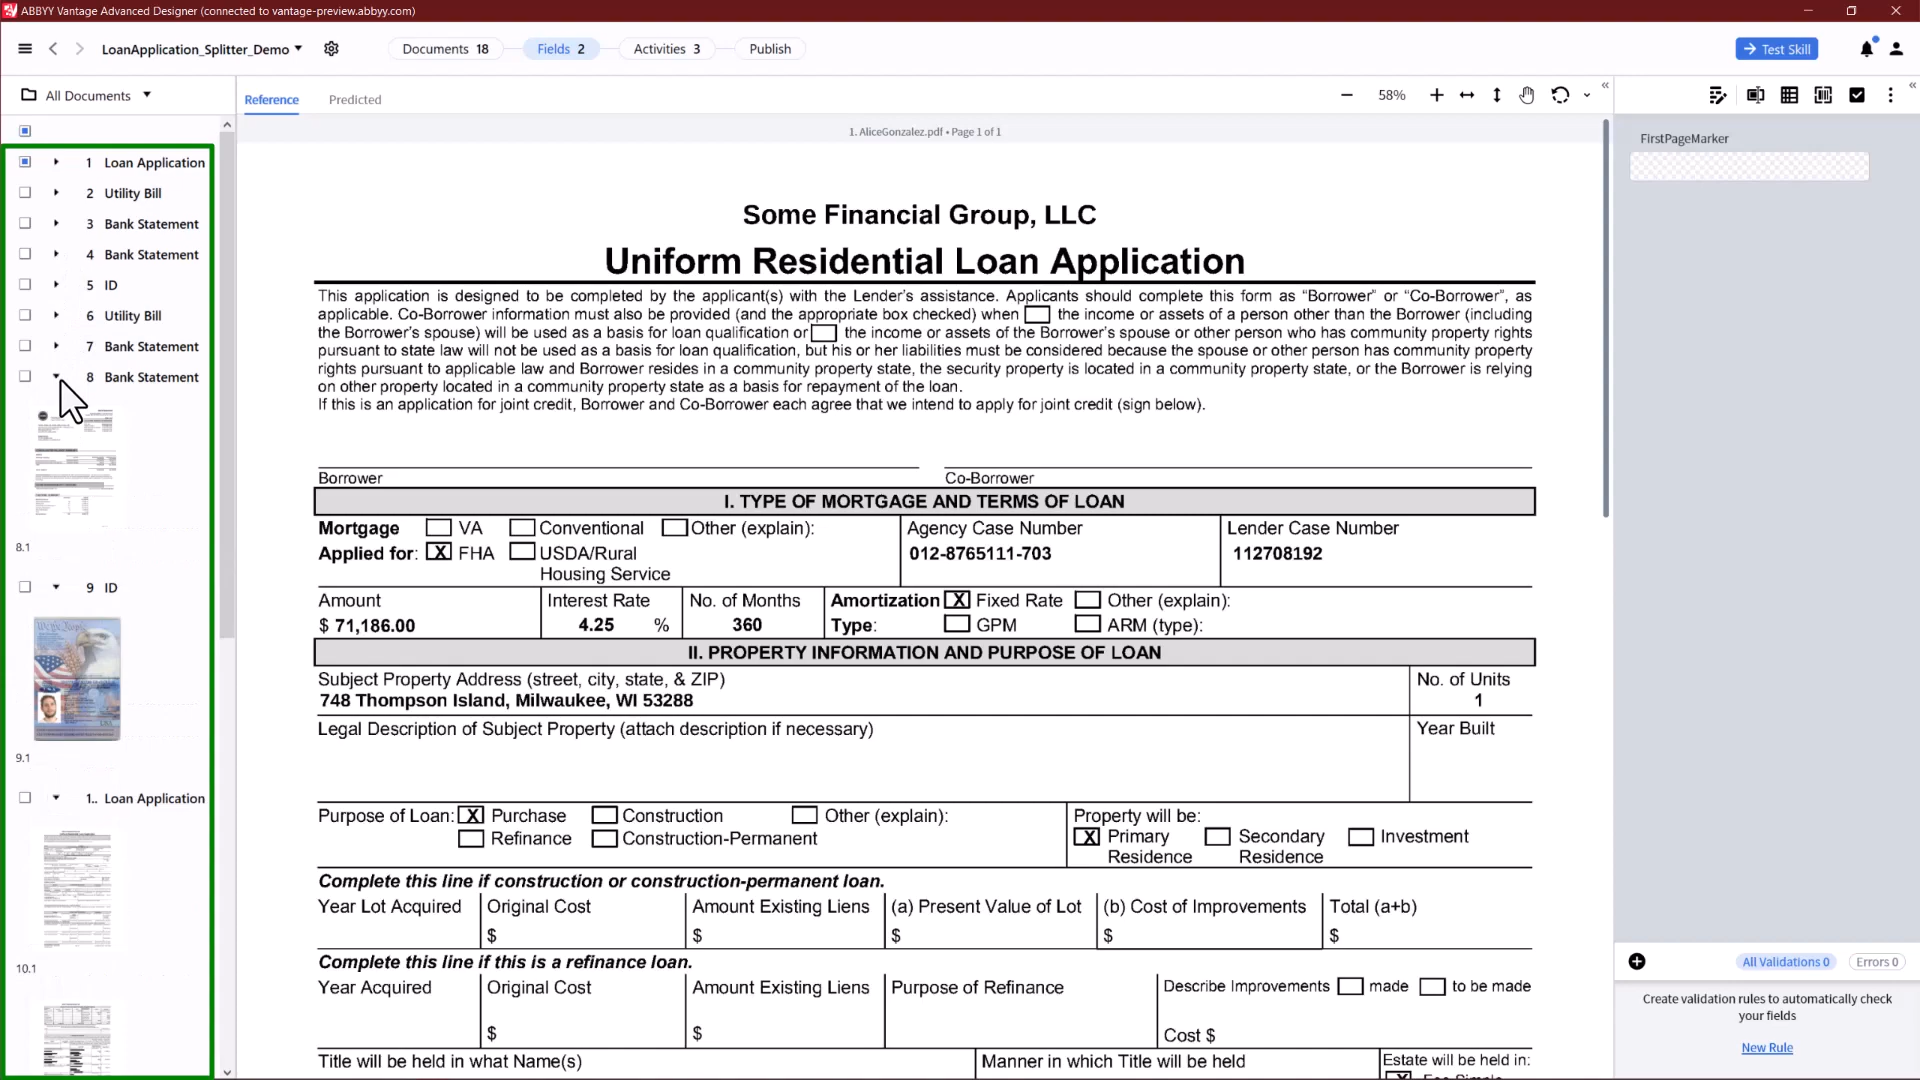 ABBYY Vantage Advanced Designer (connected to vantage-preview.abbyy.com)
LoanApplication_Splitter_Demo
Documents 18
Fields 2
Activities 3
Publish
Test Skill
All Documents
Reference
Predicted
58%
1. AliceGonzalez.pdf • Page 1 of 1
1 Loan Application
2 Utility Bill
3 Bank Statement
4 Bank Statement
5 ID
6 Utility Bill
7 Bank Statement
8 Bank Statement
8.1
9 ID
9.1
1.. Loan Application
10.1
Some Financial Group, LLC
Uniform Residential Loan Application
This application is designed to be completed by the applicant(s) with the Lender's assistance. Applicants should complete this form as “Borrower” or “Co-Borrower”, as
applicable. Co-Borrower information must also be provided (and the appropriate box checked) when the income or assets of a person other than the Borrower (including
the Borrower's spouse) will be used as a basis for loan qualification or the income or assets of the Borrower's spouse or other person who has community property rights
pursuant to state law will not be used as a basis for loan qualification, but his or her liabilities must be considered because the spouse or other person has community property
rights pursuant to applicable law and Borrower resides in a community property state, the security property is located in a community property state, or the Borrower is relying
on other property located in a community property state as a basis for repayment of the loan.
If this is an application for joint credit, Borrower and Co-Borrower each agree that we intend to apply for joint credit (sign below).
Borrower
Co-Borrower
I. TYPE OF MORTGAGE AND TERMS OF LOAN
Mortgage VA Conventional Other (explain):
Applied for: X FHA USDA/Rural
Housing Service
Agency Case Number
012-8765111-703
Lender Case Number
112708192
Amount
$ 71,186.00
Interest Rate
4.25 %
No. of Months
360
Amortization X Fixed Rate Other (explain):
Type: GPM ARM (type):
II. PROPERTY INFORMATION AND PURPOSE OF LOAN
Subject Property Address (street, city, state, & ZIP)
748 Thompson Island, Milwaukee, WI 53288
No. of Units
1
Legal Description of Subject Property (attach description if necessary)
Year Built
Purpose of Loan: X Purchase Construction Other (explain):
Refinance Construction-Permanent
Property will be:
X Primary Secondary Investment
Residence Residence
Complete this line if construction or construction-permanent loan.
Year Lot Acquired
Original Cost
$
Amount Existing Liens
$
(a) Present Value of Lot
$
(b) Cost of Improvements
$
Total (a+b)
$
Complete this line if this is a refinance loan.
Year Acquired
Original Cost
$
Amount Existing Liens
$
Purpose of Refinance
Describe Improvements made to be made
Cost $
Title will be held in what Name(s)
Manner in which Title will be held
Estate will be held in:
X Fee Simple
FirstPageMarker
All Validations 0
Errors 0
Create validation rules to automatically check
your fields
New Rule